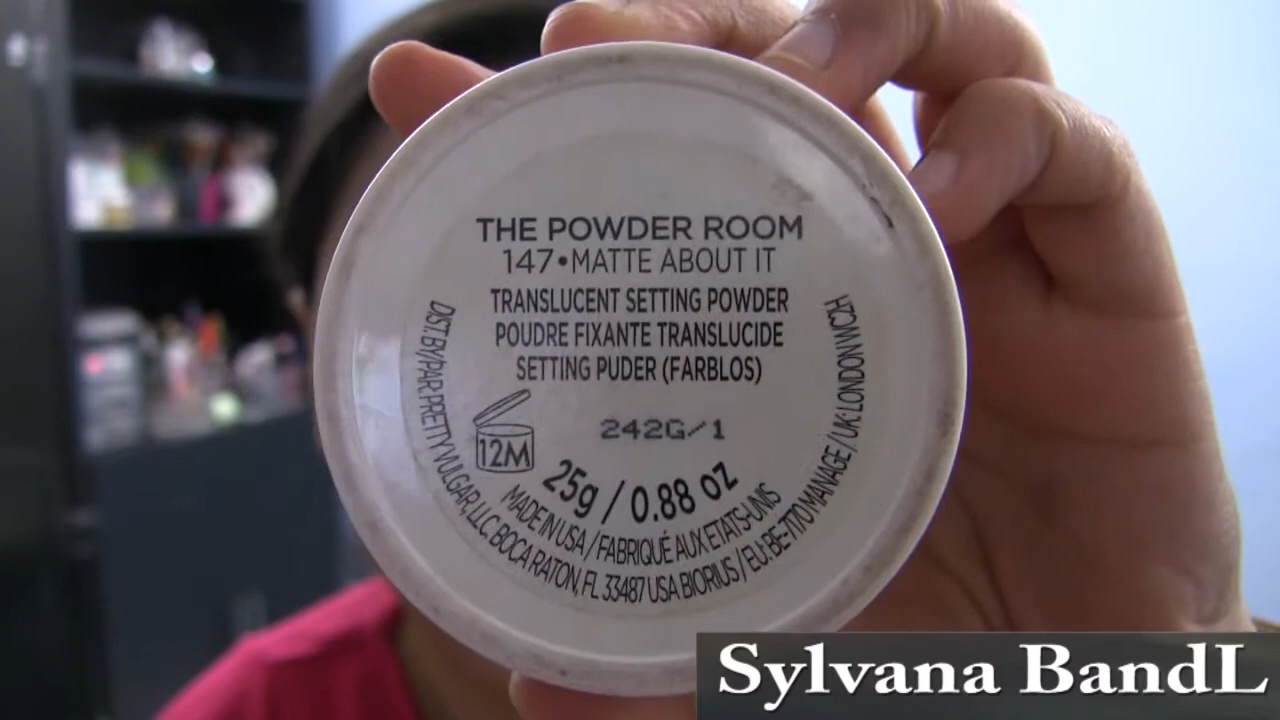 THE POWDER ROOM
147•MATTE ABOUT IT
TRANSLUCENT SETTING POWDER
POUDRE FIXANTE TRANSLUCIDE
SETTING PUDER (FARBLOS)
242G/1
12M
25g / 0.88 oz
MADE IN USA / FABRIQUÉ AUX ETATS-UNIS
DIST. BY/PAR: PRETTY VULGAR, LLC. BOCA RATON, FL 33487 USA BIORIUS / EU: BE-7170 MANAGE / UK: LONDON WC2H
Sylvana BandL